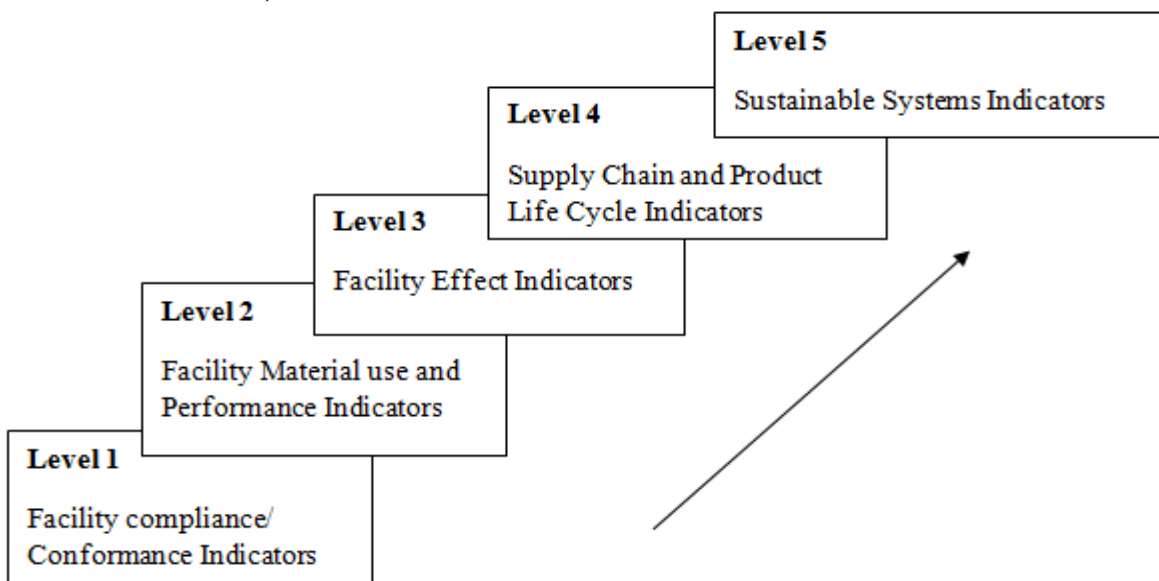 Level 5
Sustainable Systems Indicators
Level 4
Supply Chain and Product
Life Cycle Indicators
Level 3
Facility Effect Indicators
Level 2
Facility Material use and
Performance Indicators
Level 1
Facility compliance/
Conformance Indicators